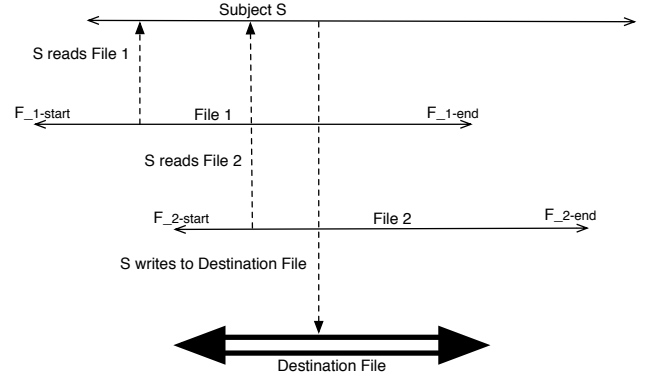 Subject S
S reads File 1
F_1-start
File 1
F_1-end
S reads File 2
F_2-start
File 2
F_2-end
S writes to Destination File
Destination File